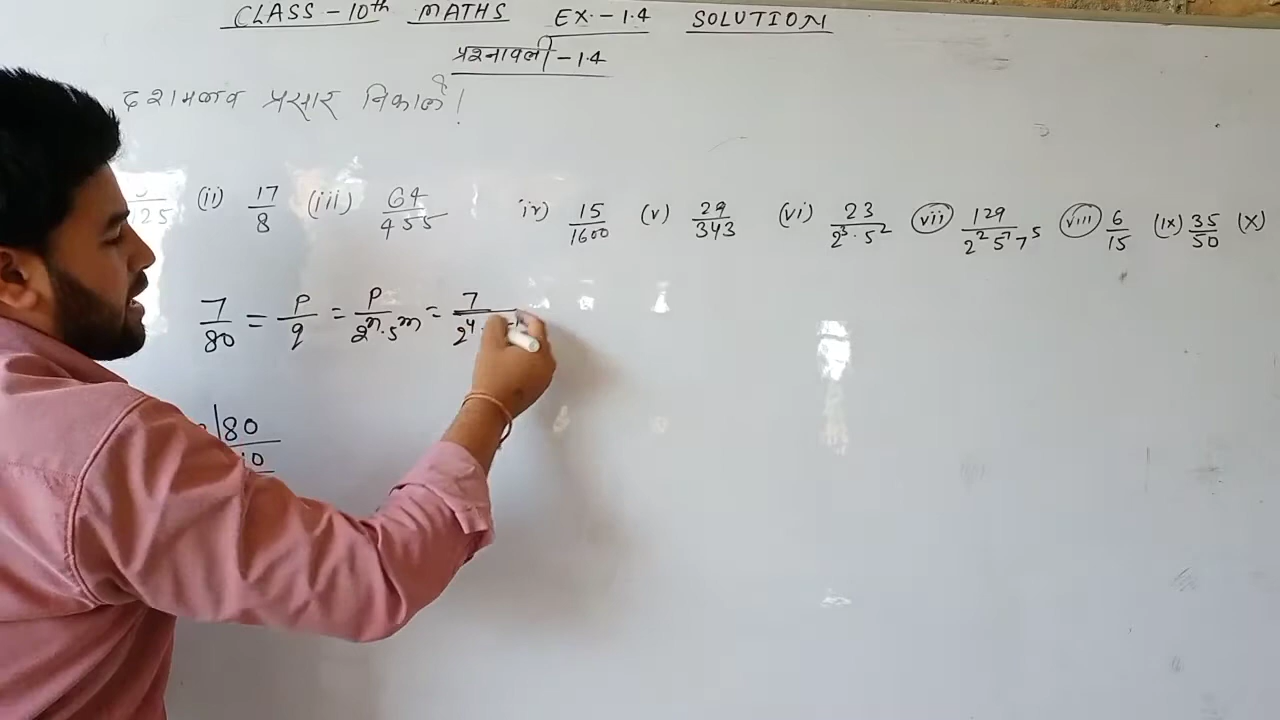 CLASS - 10th MATHS EX. - 1.4 SOLUTION
प्रश्नावली - 1.4
दशमलव प्रसार निकालें।
125 (ii) 17/8 (iii) 64/455 iv) 15/1600 (v) 29/343 (vi) 23/2³·5² (vii) 129/2²5⁷7⁵ (viii) 6/15 (ix) 35/50 (x)
7/80 = P/q = P/2ⁿ·5ᵐ = 7/2⁴·
80